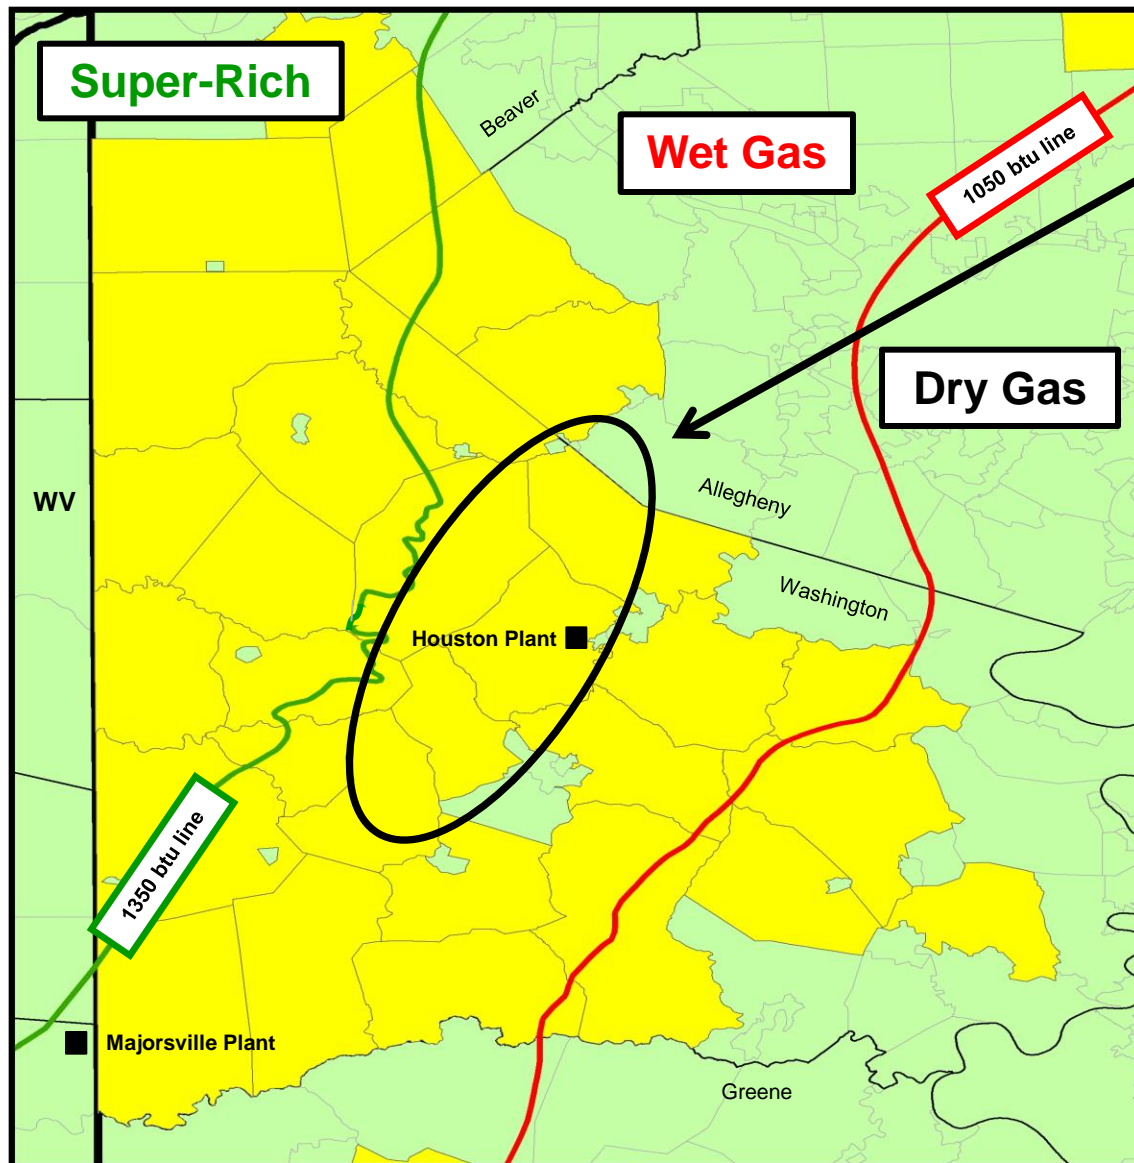 Super-Rich
Beaver
Wet Gas
1050 btu line
Dry Gas
WV
Allegheny
Washington
Houston Plant
1350 btu line
Majorsville Plant
Greene